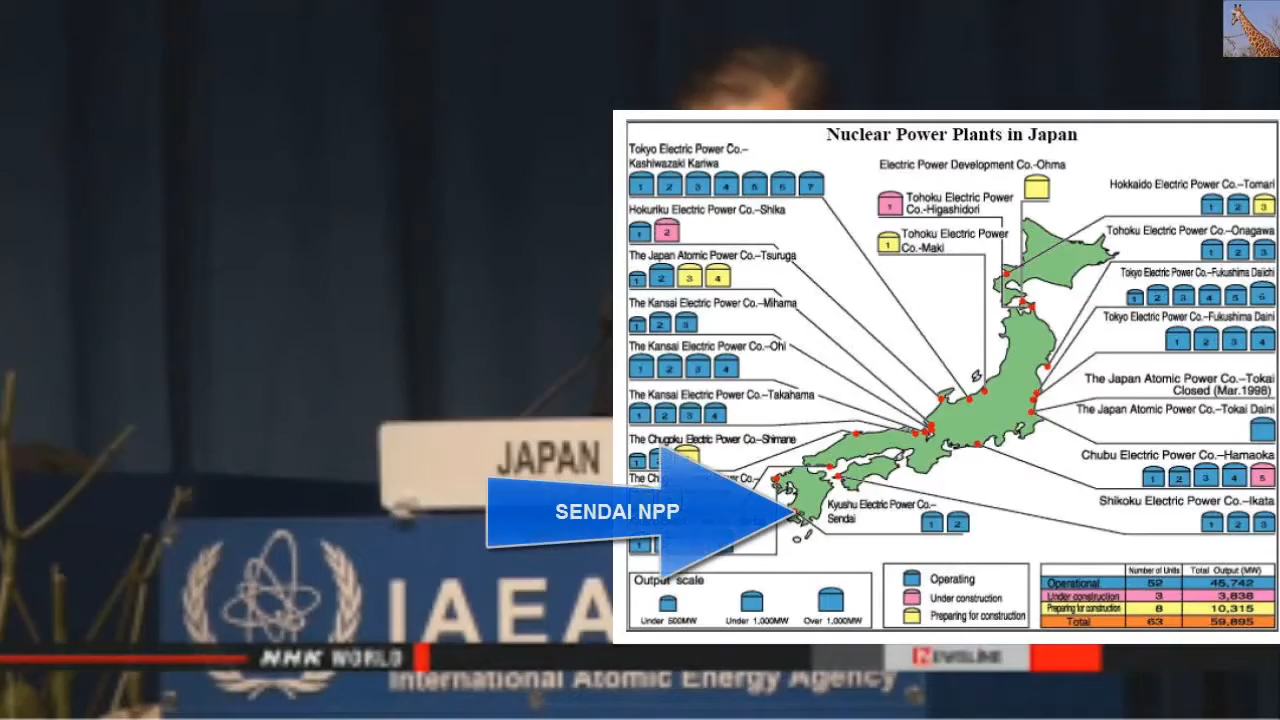 Nuclear Power Plants in Japan
Tokyo Electric Power Co.–
Kashiwazaki Kariwa
1 2 3 4 5 6 7
Hokuriku Electric Power Co.–Shika
1 2
The Japan Atomic Power Co.–Tsuruga
1 2 3 4
The Kansai Electric Power Co.–Mihama
1 2 3
The Kansai Electric Power Co.–Ohi
1 2 3 4
The Kansai Electric Power Co.–Takahama
1 2 3 4
The Chugoku Electric Power Co.–Shimane
1 2
Electric Power Development Co.-Ohma
1 Tohoku Electric Power
Co.-Higashidori
1 Tohoku Electric Power
Co.-Maki
Hokkaido Electric Power Co.–Tomari
1 2 3
Tohoku Electric Power Co.-Onagawa
1 2 3
Tokyo Electric Power Co.–Fukushima Daiichi
1 2 3 4 5 6
Tokyo Electric Power Co.–Fukushima Daini
1 2 3 4
The Japan Atomic Power Co.–Tokai
Closed (Mar.1998)
The Japan Atomic Power Co.–Tokai Daini
Chubu Electric Power Co.–Hamaoka
1 2 3 4 5
Shikoku Electric Power Co.–Ikata
1 2 3
Kyushu Electric Power Co.–
Sendai
1 2
SENDAI NPP
Output scale
Under 500MW Under 1,000MW Over 1,000MW
Operating
Under construction
Preparing for construction
Number of Units Total Output (MW)
Operational 52 45,742
Under construction 3 3,838
Preparing for construction 8 10,315
Total 63 59,895
JAPAN
IAEA
NHK WORLD
NEWSLINE
International Atomic Energy Agency